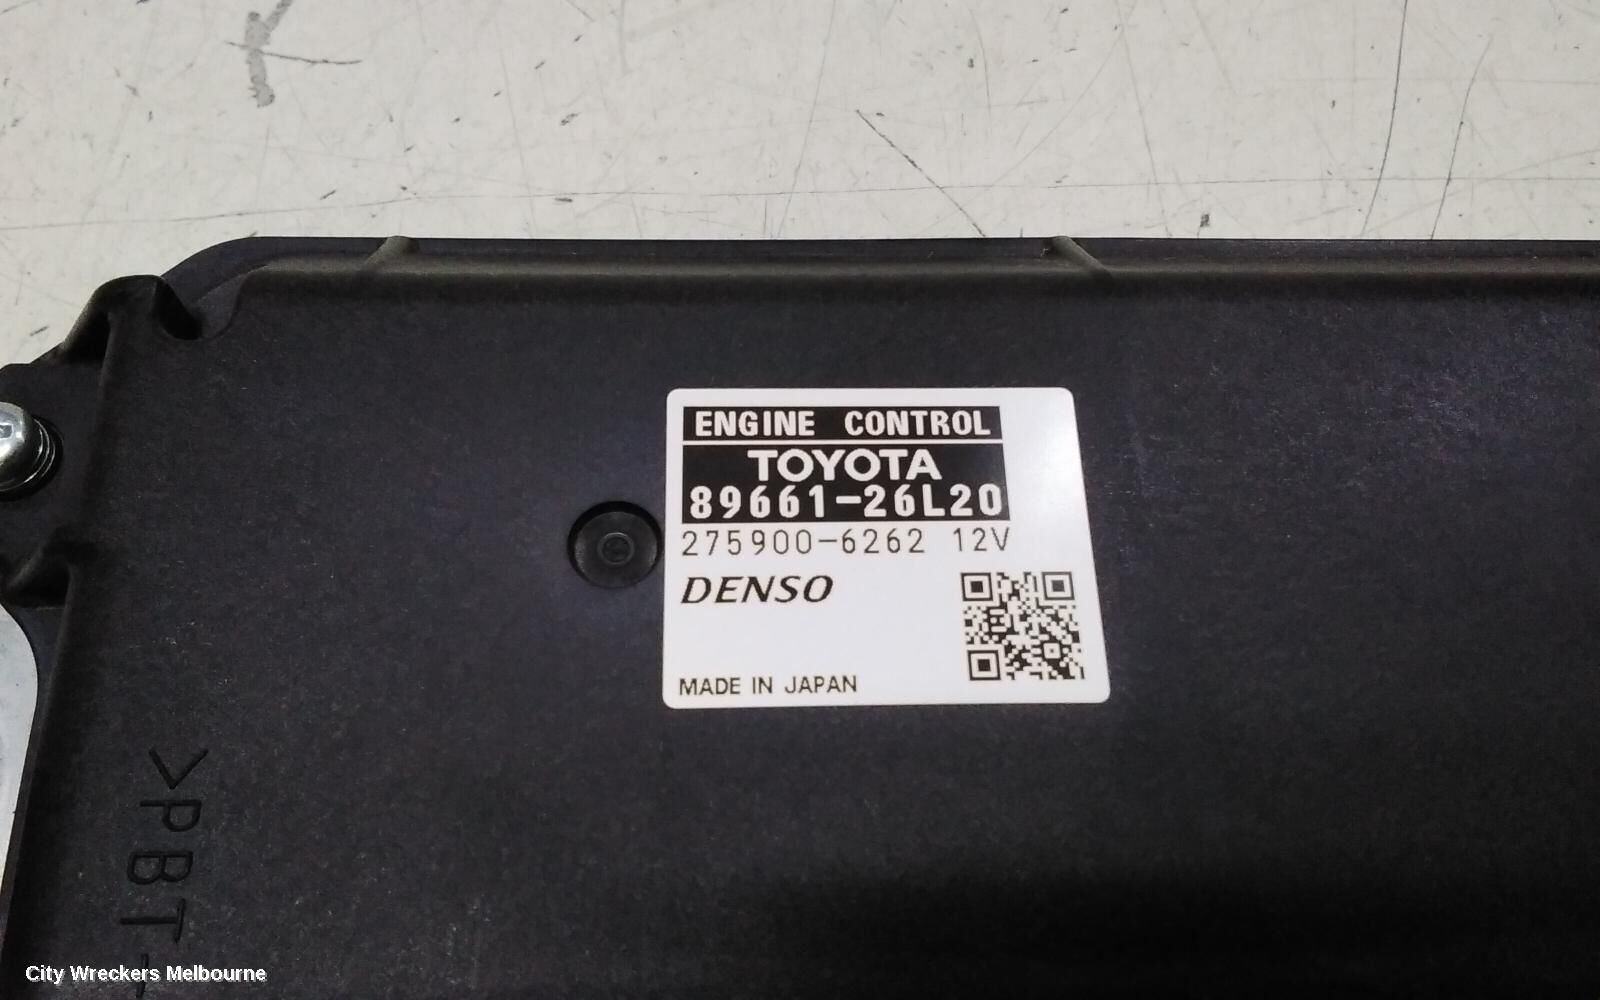 ENGINE CONTROL
TOYOTA
89661-26L20
275900-6262 12V
DENSO
MADE IN JAPAN
>PBT-
City Wreckers Melbourne